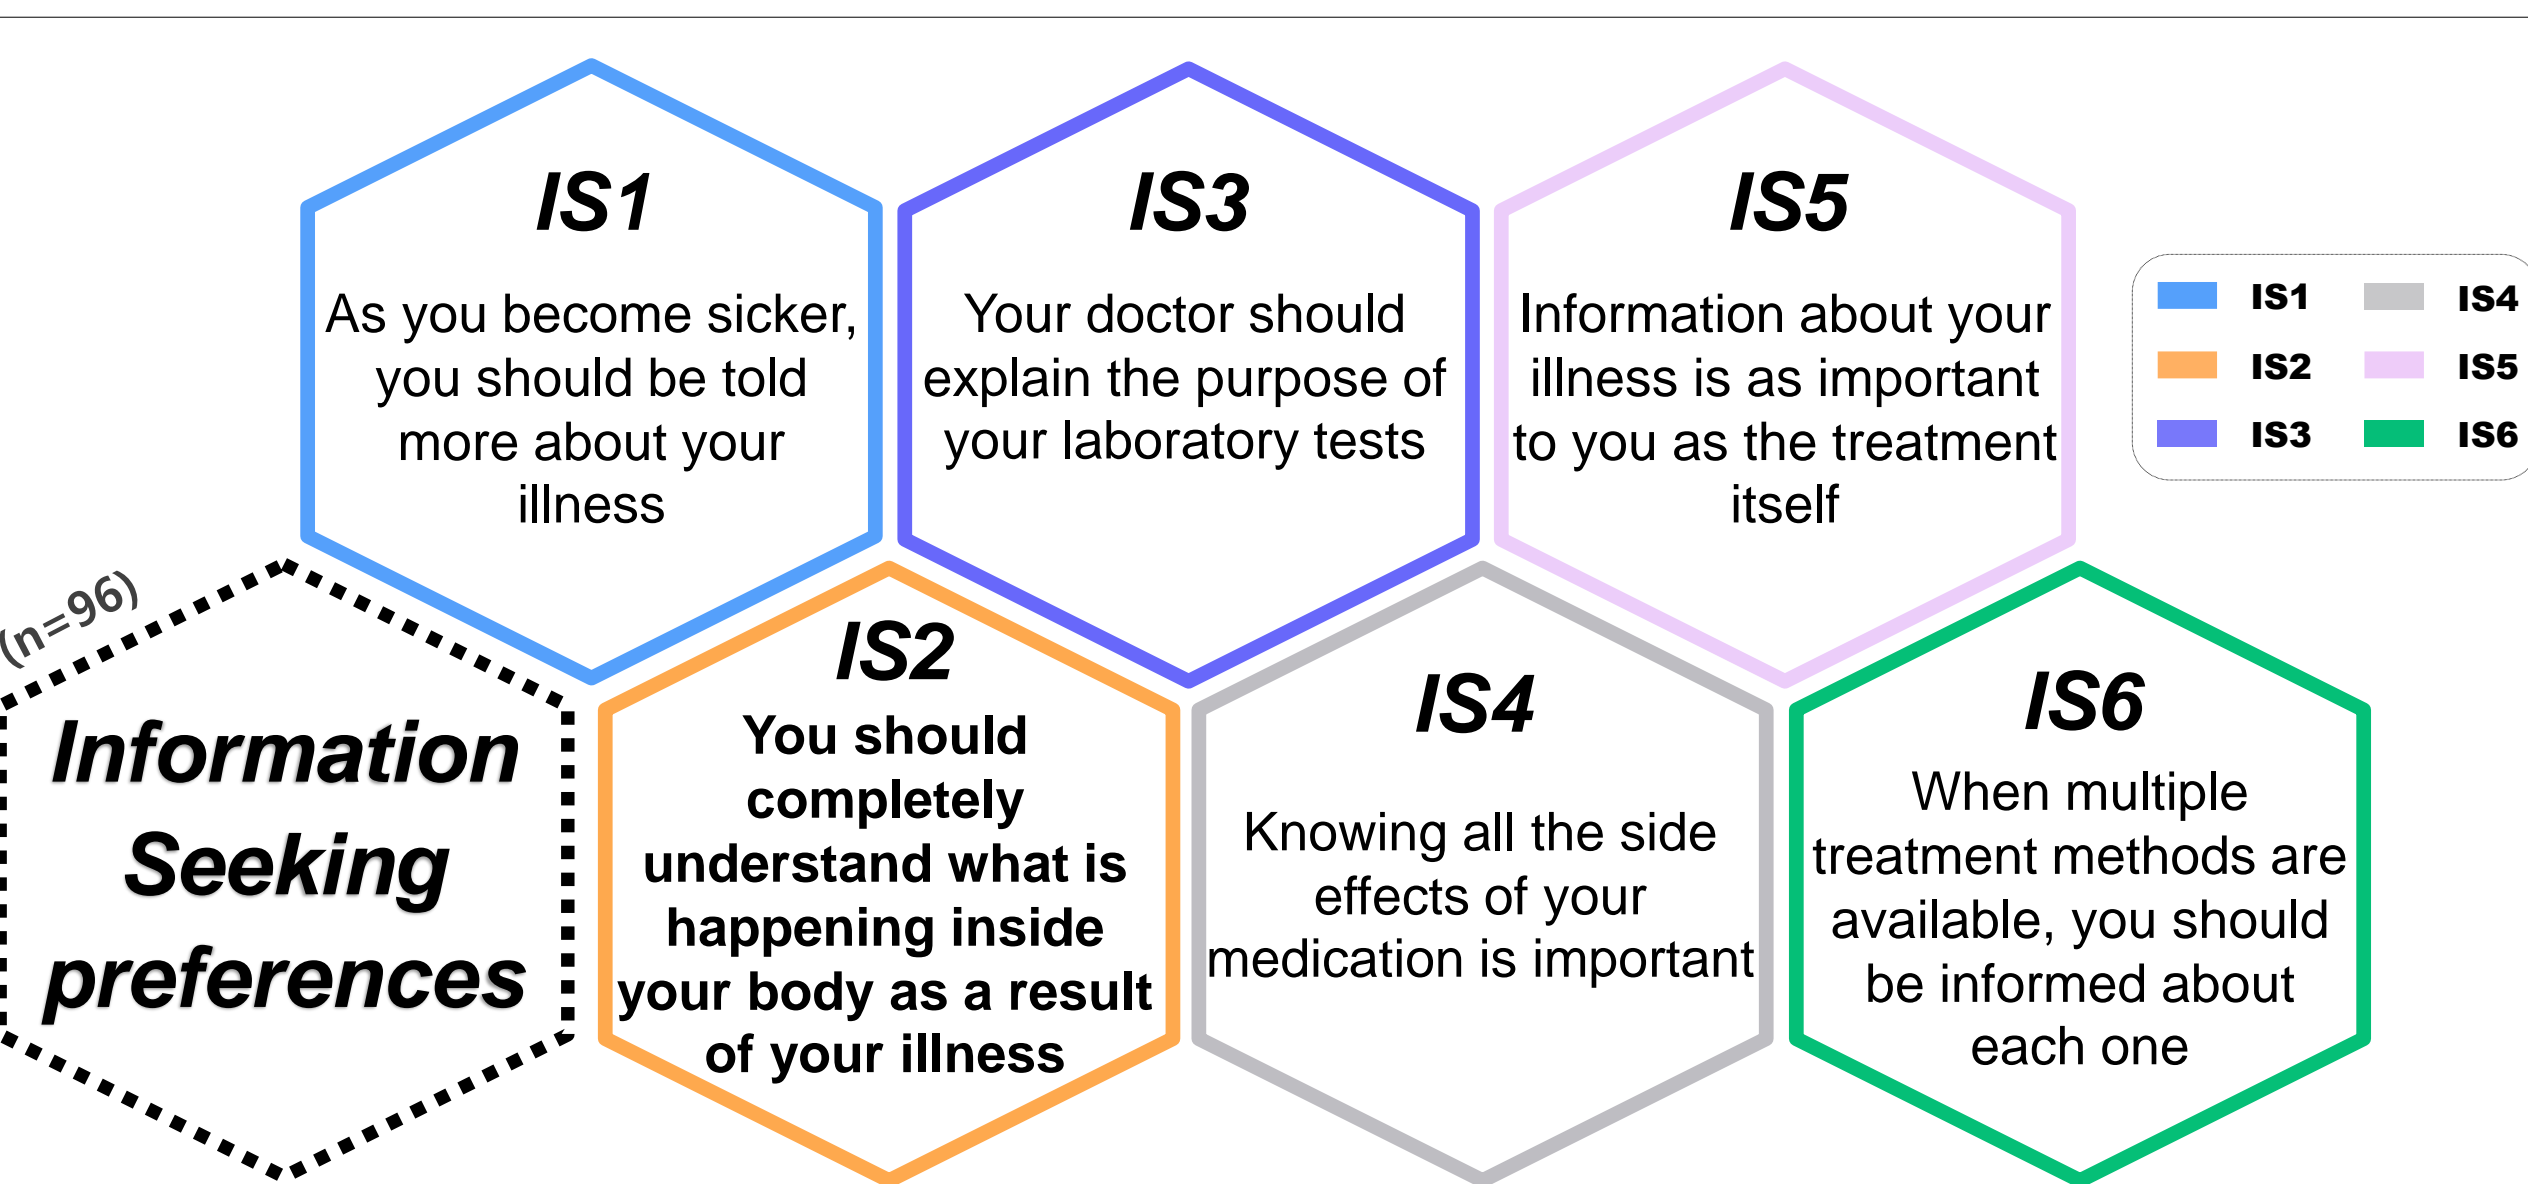 IS1
As you become sicker,
you should be told
more about your
illness
IS3
Your doctor should
explain the purpose of
your laboratory tests
IS5
Information about your
illness is as important
to you as the treatment
itself
IS1
IS4
IS2
IS5
IS3
IS6
(n=96)
Information
Seeking
preferences
IS2
You should
completely
understand what is
happening inside
your body as a result
of your illness
IS4
Knowing all the side
effects of your
medication is important
IS6
When multiple
treatment methods are
available, you should
be informed about
each one